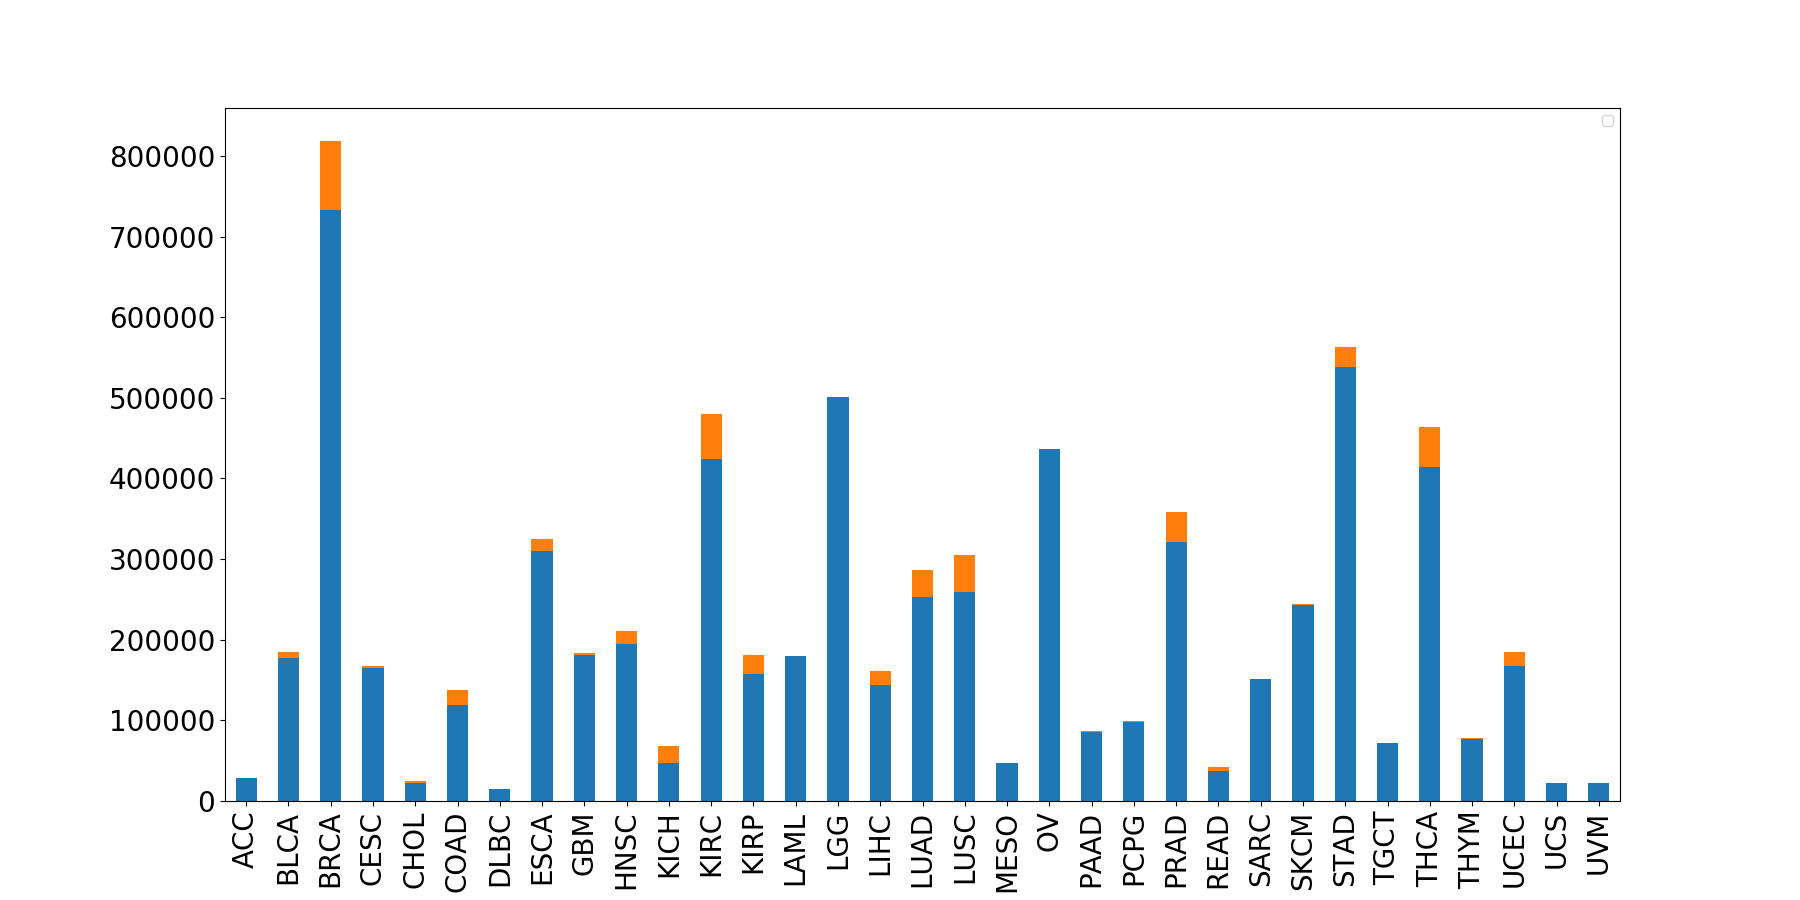 800000
700000
600000
500000
400000
300000
200000
100000
0
ACC
BLCA
BRCA
CESC
CHOL
COAD
DLBC
ESCA
GBM
HNSC
KICH
KIRC
KIRP
LAML
LGG
LIHC
LUAD
LUSC
MESO
OV
PAAD
PCPG
PRAD
READ
SARC
SKCM
STAD
TGCT
THCA
THYM
UCEC
UCS
UVM